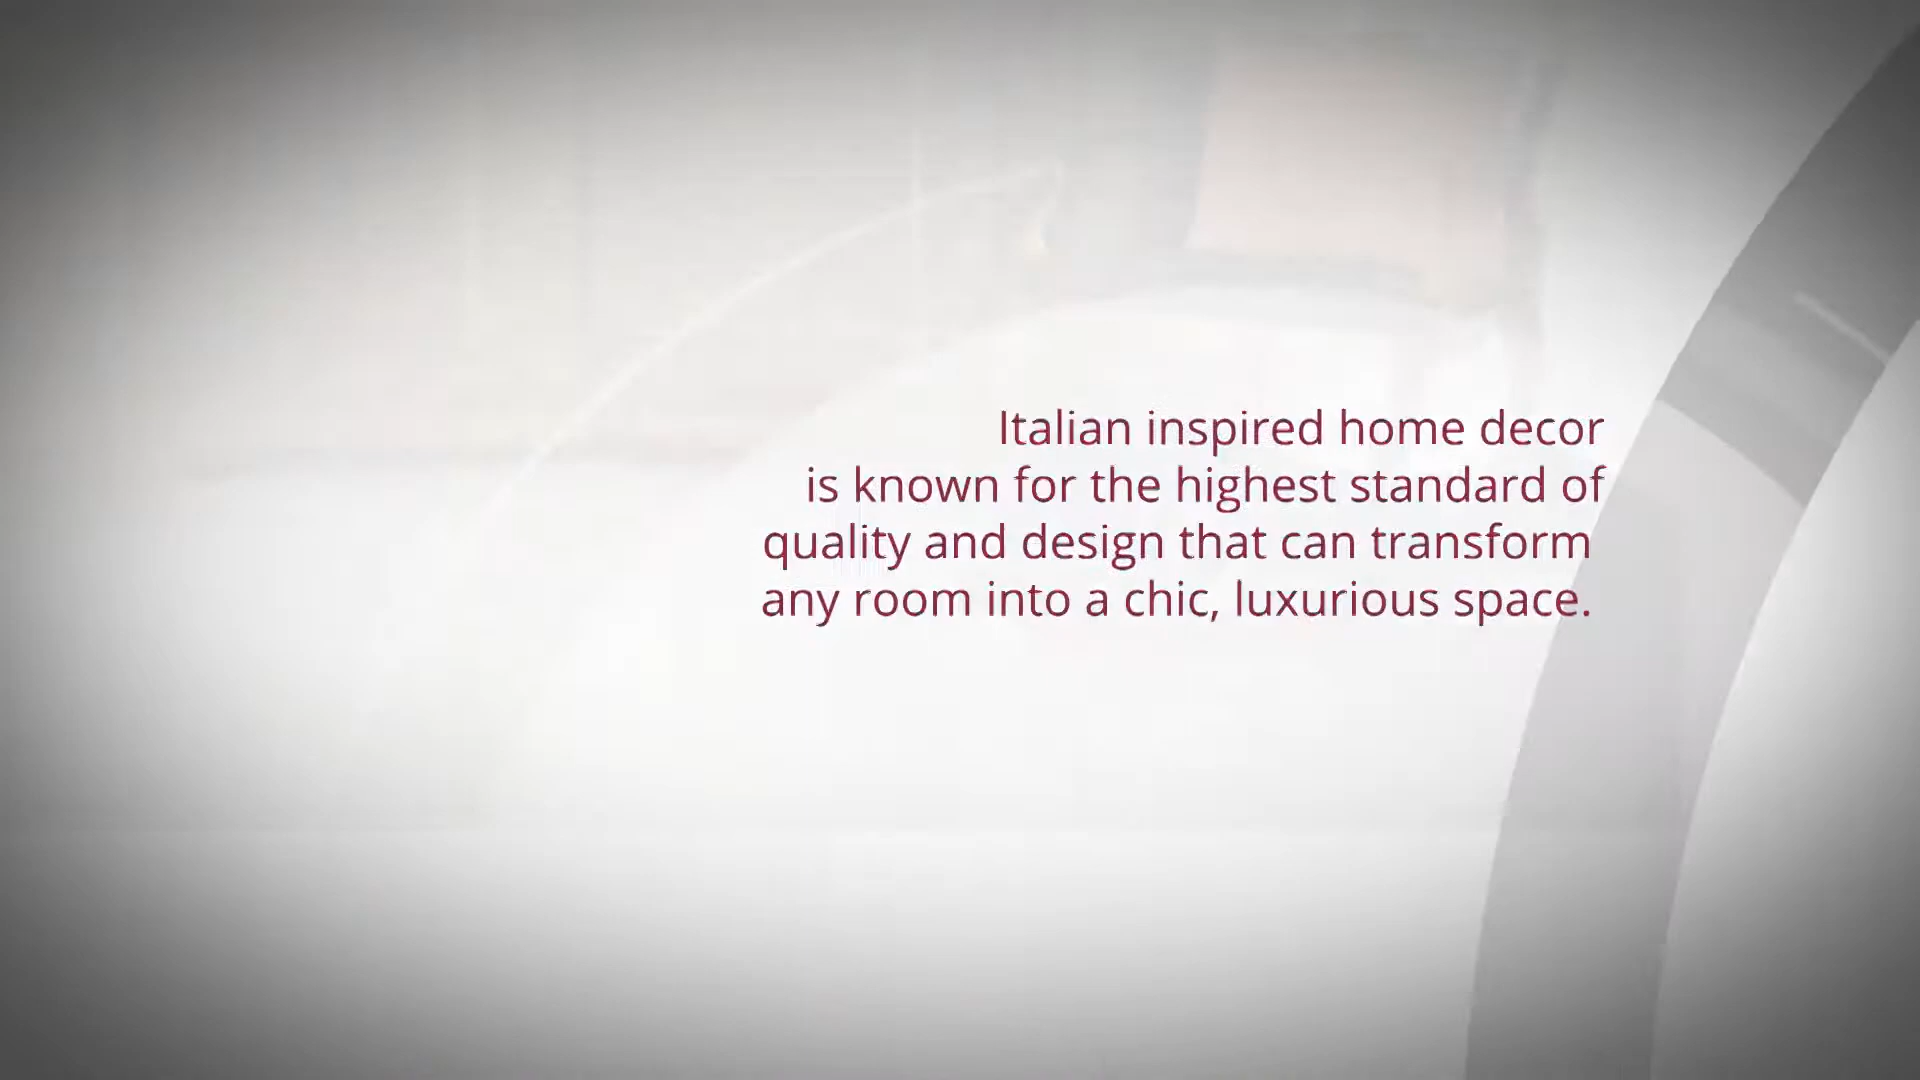 Italian inspired home decor
is known for the highest standard of
quality and design that can transform
any room into a chic, luxurious space.